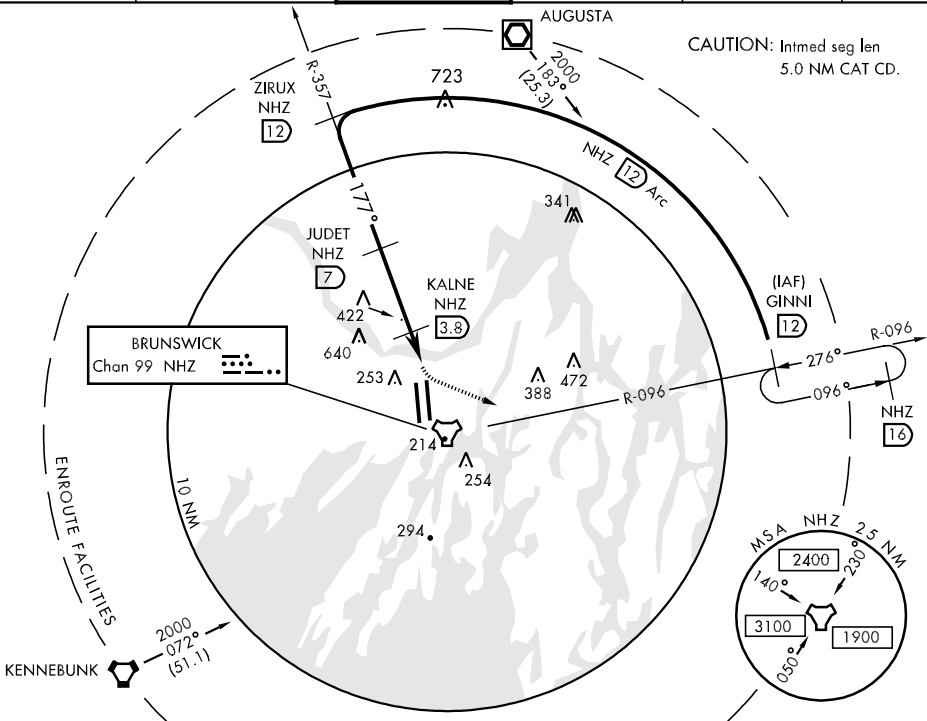 AUGUSTA
2000
183°
(25.3)
CAUTION: Intmed seg len
5.0 NM CAT CD.
R-357
723
ZIRUX
NHZ
12
NHZ 12 Arc
177°
341
JUDET
NHZ
7
(IAF)
GINNI
12
KALNE
NHZ
3.8
422
640
BRUNSWICK
Chan 99 NHZ
253
388
472
R-096
276°
R-096
096°
NHZ
16
214
254
ENROUTE FACILITIES
10 NM
294
MSA NHZ 25 NM
2400
140°
230°
3100
1900
050°
2000
072°
(51.1)
KENNEBUNK